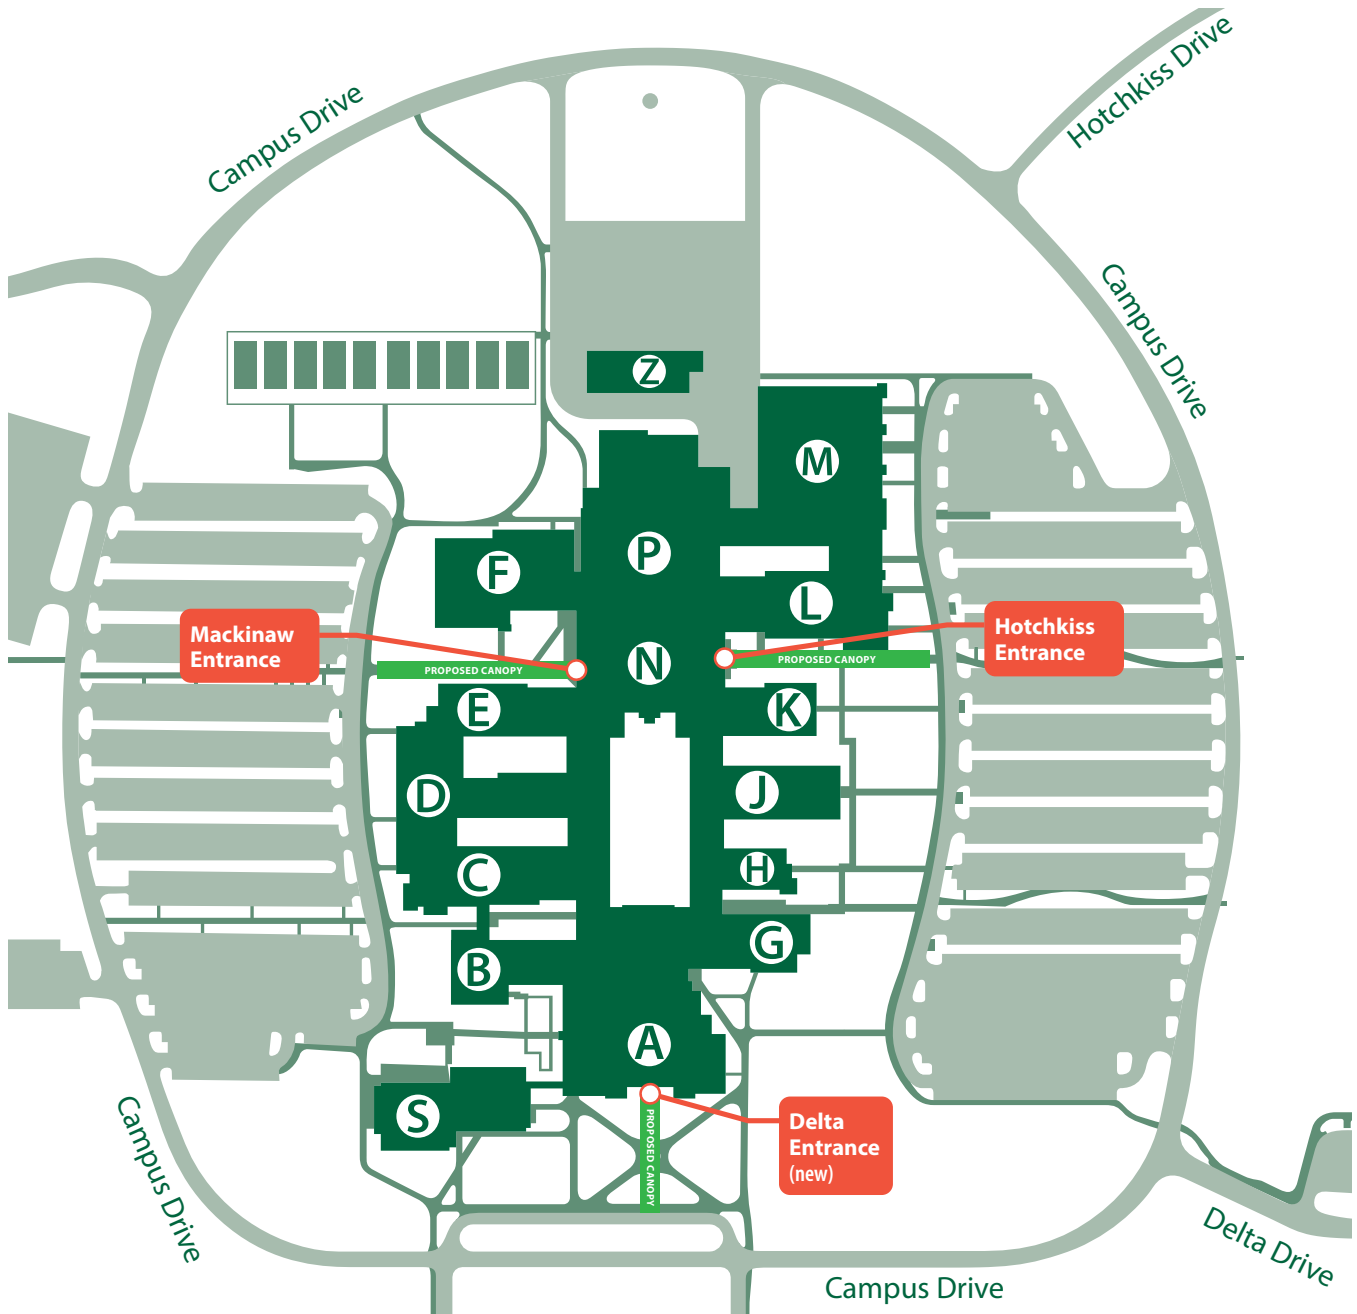 Hotchkiss Drive
Campus Drive
Campus Drive
Z
M
P
F
L
Mackinaw
Entrance
Hotchkiss
Entrance
N
PROPOSED CANOPY
PROPOSED CANOPY
E
K
D
J
C
H
G
B
A
S
Delta
Entrance
(new)
PROPOSED CANOPY
Campus Drive
Delta Drive
Campus Drive